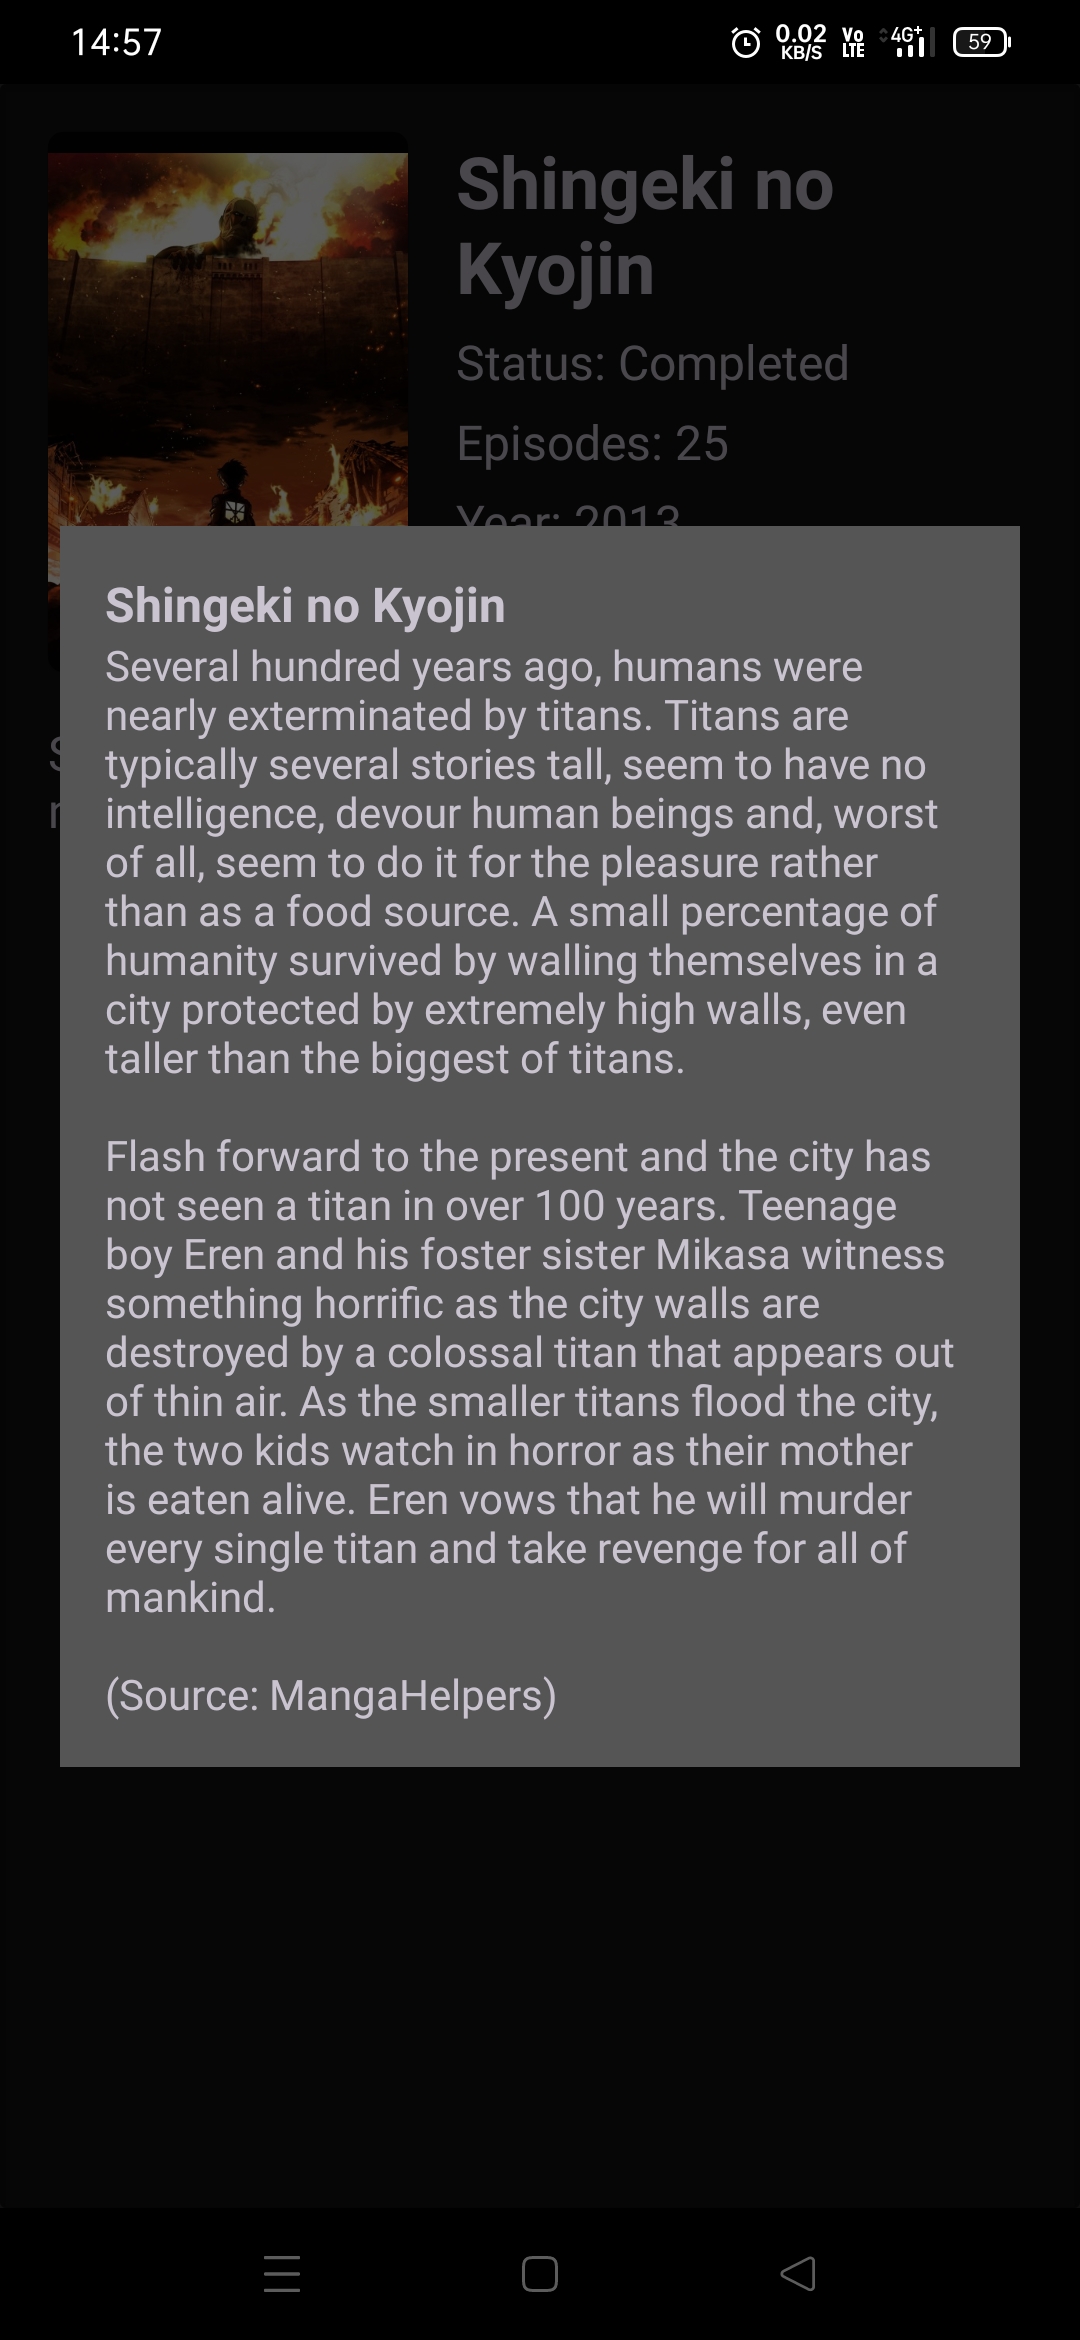 14:57
0.02
KB/S
Vo
LTE
4G+
59
Shingeki no
Kyojin
Status: Completed
Episodes: 25
Year: 2013
Shingeki no Kyojin
Several hundred years ago, humans were
nearly exterminated by titans. Titans are
typically several stories tall, seem to have no
intelligence, devour human beings and, worst
of all, seem to do it for the pleasure rather
than as a food source. A small percentage of
humanity survived by walling themselves in a
city protected by extremely high walls, even
taller than the biggest of titans.
Flash forward to the present and the city has
not seen a titan in over 100 years. Teenage
boy Eren and his foster sister Mikasa witness
something horrific as the city walls are
destroyed by a colossal titan that appears out
of thin air. As the smaller titans flood the city,
the two kids watch in horror as their mother
is eaten alive. Eren vows that he will murder
every single titan and take revenge for all of
mankind.
(Source: MangaHelpers)